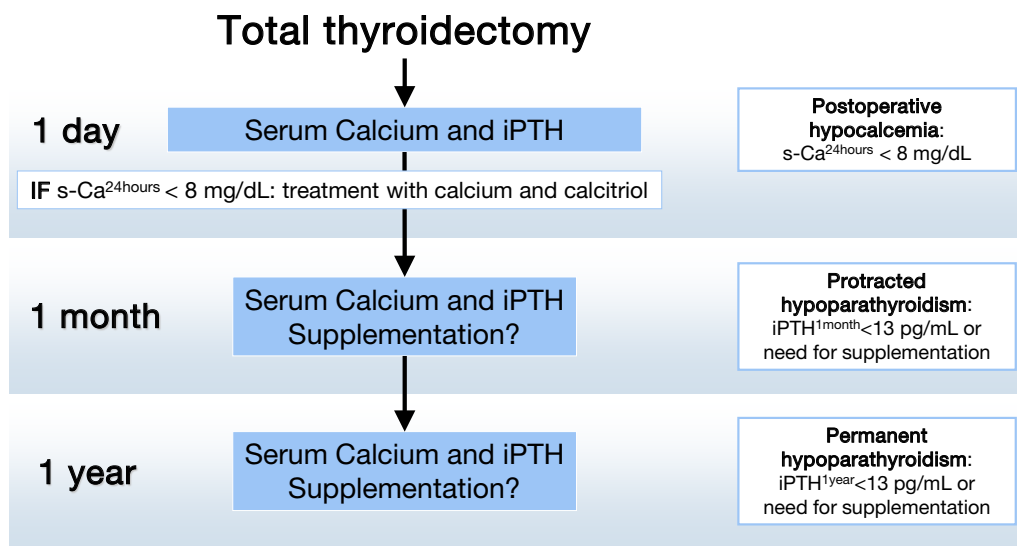 Total thyroidectomy
1 day
Serum Calcium and iPTH
Postoperative
hypocalcemia:
s-Ca24hours < 8 mg/dL
IF s-Ca24hours < 8 mg/dL: treatment with calcium and calcitriol
1 month
Serum Calcium and iPTH
Supplementation?
Protracted
hypoparathyroidism:
iPTH1month<13 pg/mL or
need for supplementation
1 year
Serum Calcium and iPTH
Supplementation?
Permanent
hypoparathyroidism:
iPTH1year<13 pg/mL or
need for supplementation